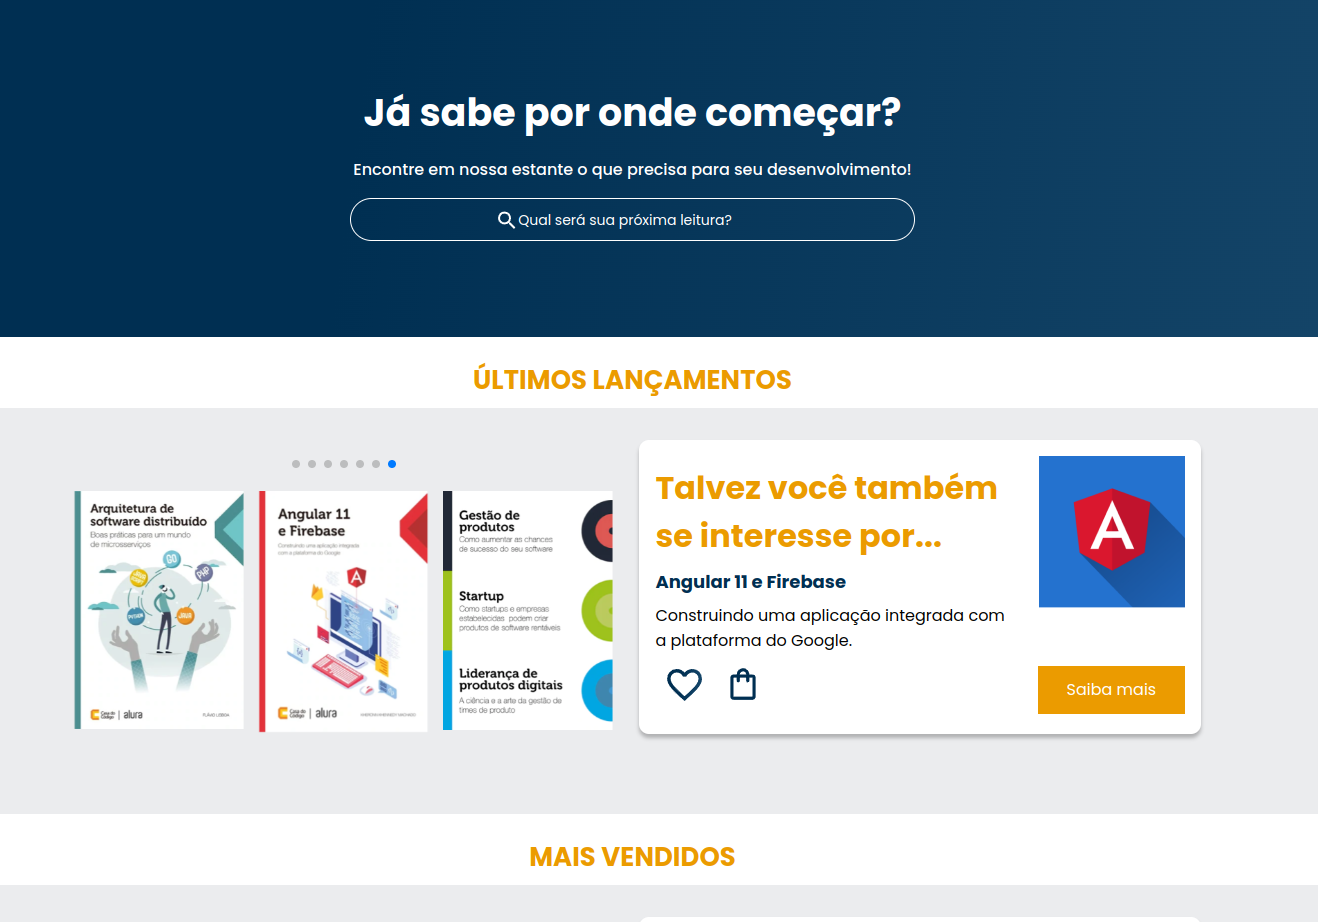 Já sabe por onde começar?
Encontre em nossa estante o que precisa para seu desenvolvimento!
Qual será sua próxima leitura?
ÚLTIMOS LANÇAMENTOS
Arquitetura de
software distribuído
Boas práticas para um mundo
de microsserviços
GO
PHP
PYTHON
JAVA
Casa do
Código
alura
FLÁVIO LISBOA
Angular 11
e Firebase
Construindo uma aplicação integrada
com a plataforma do Google
A
Casa do
Código
alura
Gestão de
produtos
Como aumentar as chances
de sucesso do seu software
Startup
Como startups e empresas
estabelecidas podem criar
produtos de software rentáveis
Liderança de
produtos digitais
A ciência e a arte da gestão de
times de produto
Talvez você também
se interesse por...
Angular 11 e Firebase
Construindo uma aplicação integrada com
a plataforma do Google.
A
Saiba mais
MAIS VENDIDOS